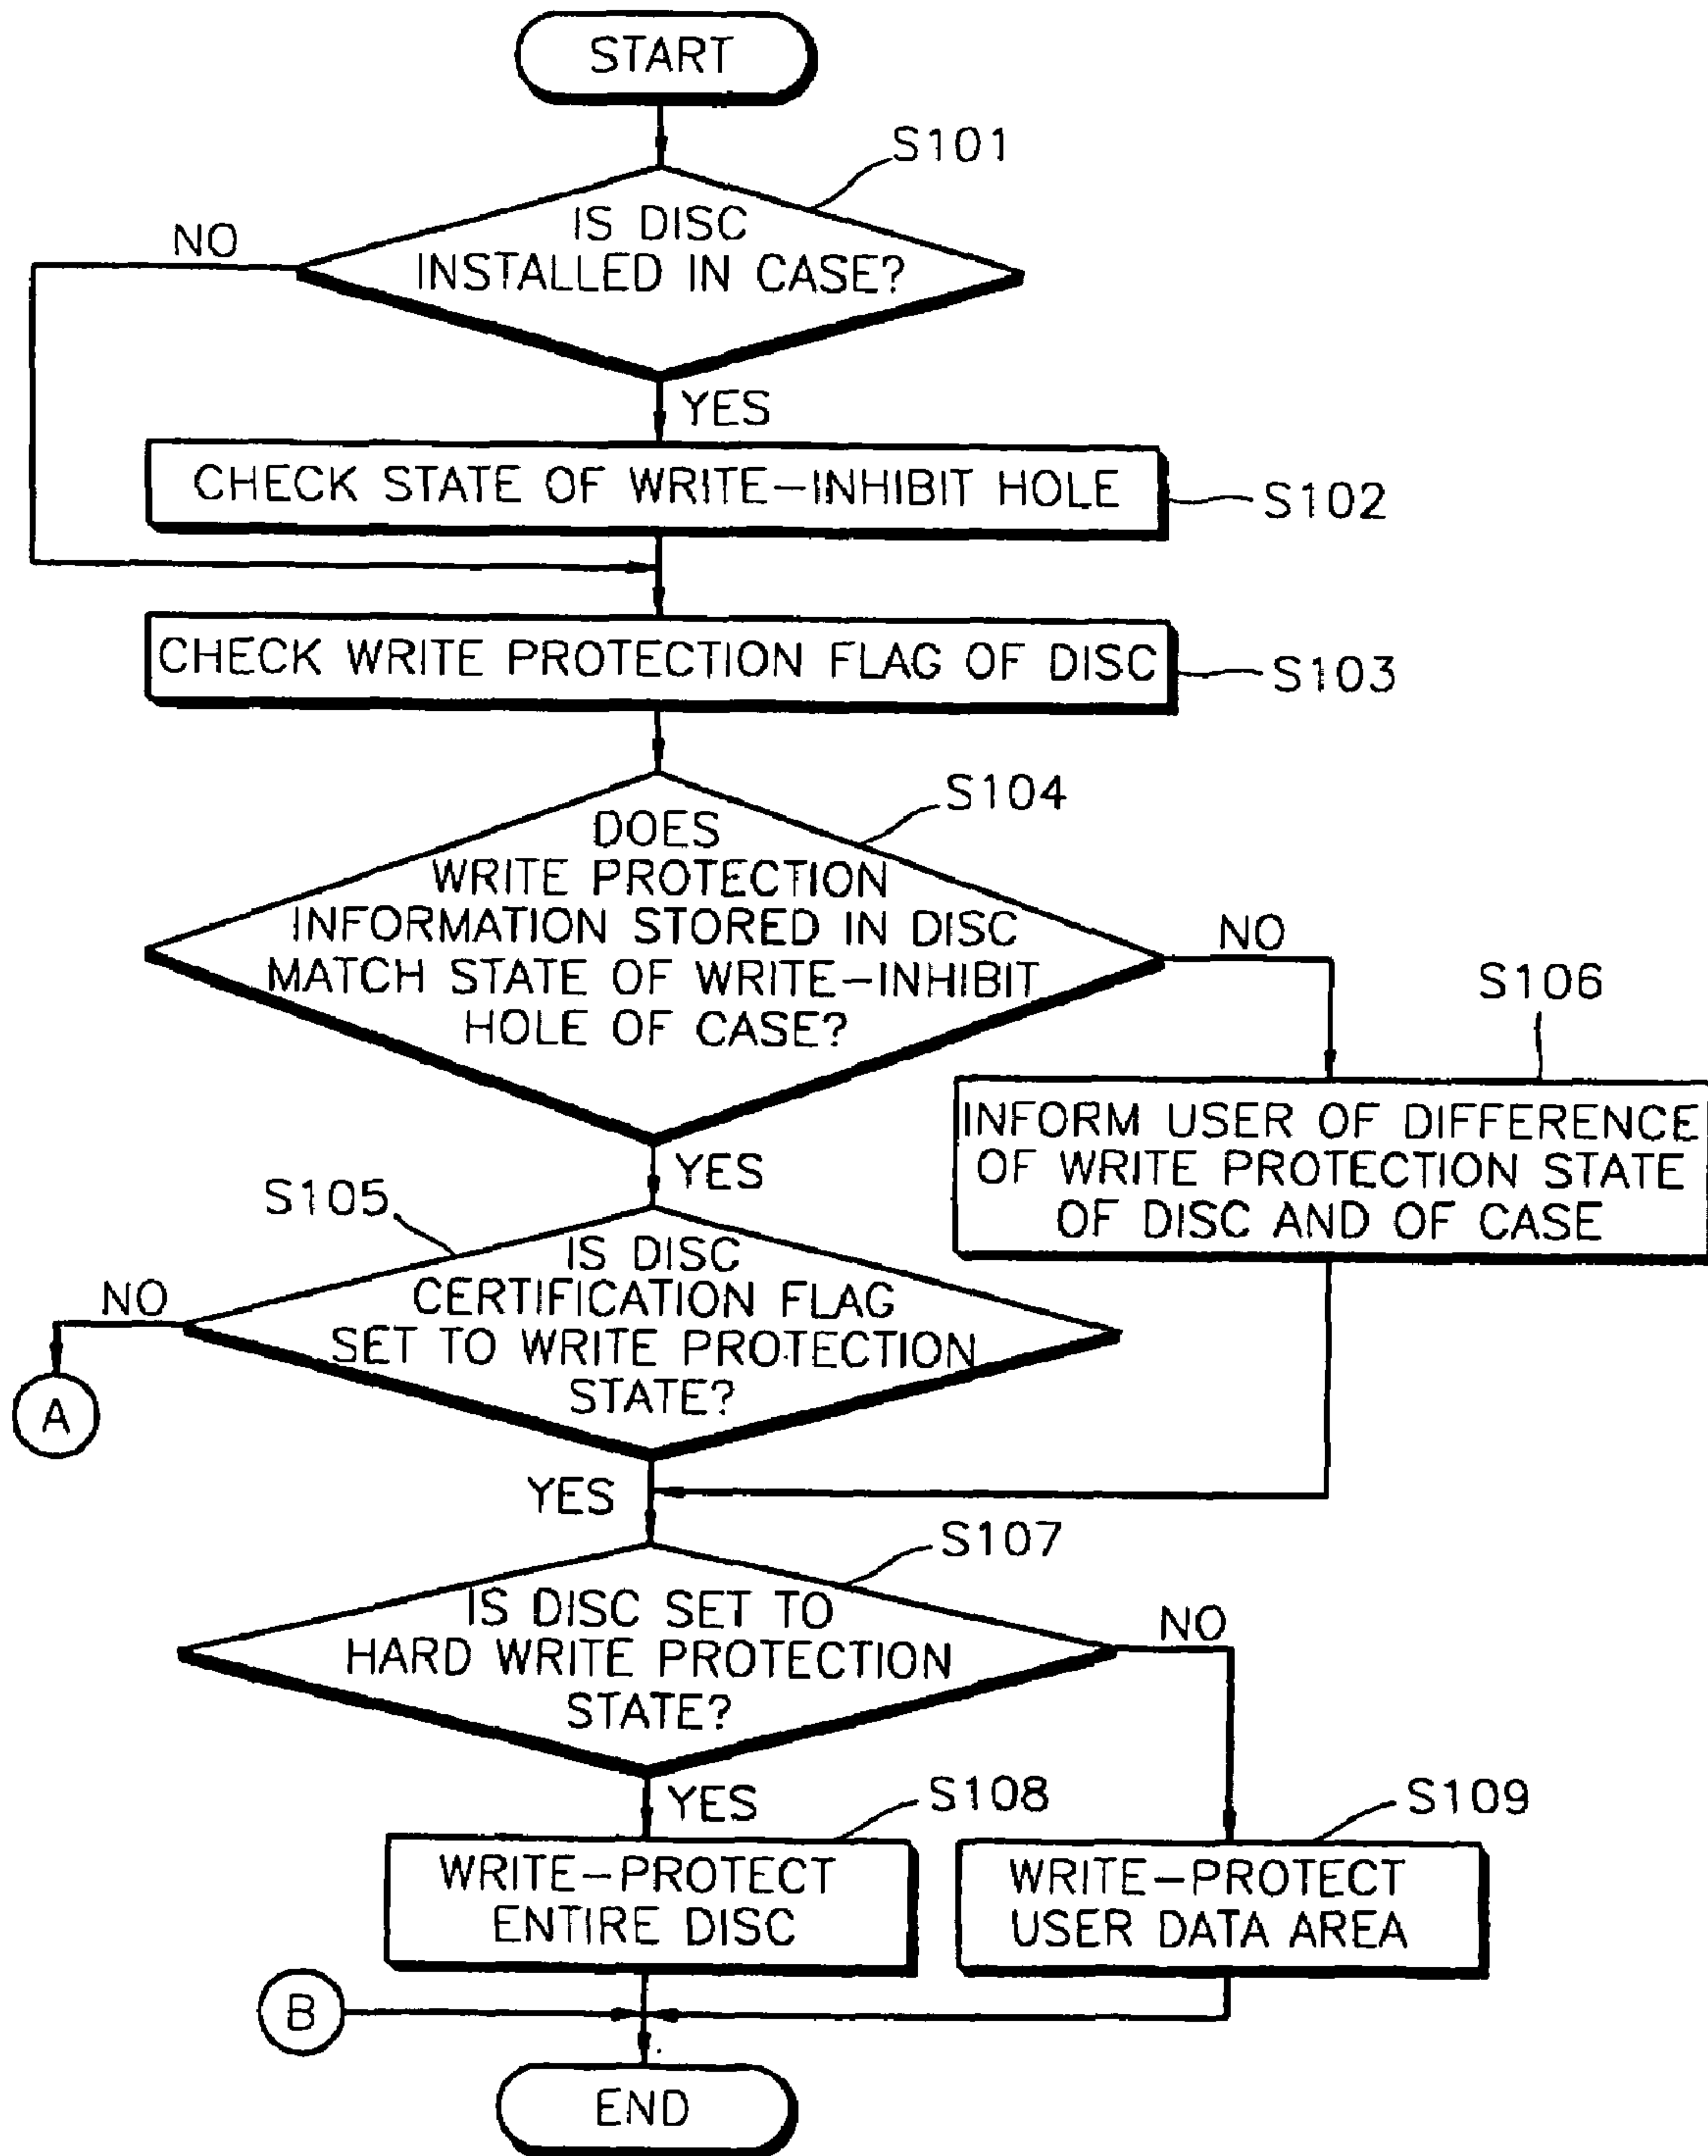 START
S101
IS DISC
INSTALLED IN CASE?
NO
YES
CHECK STATE OF WRITE-INHIBIT HOLE
S102
CHECK WRITE PROTECTION FLAG OF DISC
S103
S104
DOES
WRITE PROTECTION
INFORMATION STORED IN DISC
MATCH STATE OF WRITE-INHIBIT
HOLE OF CASE?
NO
YES
S106
INFORM USER OF DIFFERENCE
OF WRITE PROTECTION STATE
OF DISC AND OF CASE
S105
IS DISC
CERTIFICATION FLAG
SET TO WRITE PROTECTION
STATE?
NO
A
YES
S107
IS DISC SET TO
HARD WRITE PROTECTION
STATE?
NO
YES
S108
WRITE-PROTECT
ENTIRE DISC
S109
WRITE-PROTECT
USER DATA AREA
B
END